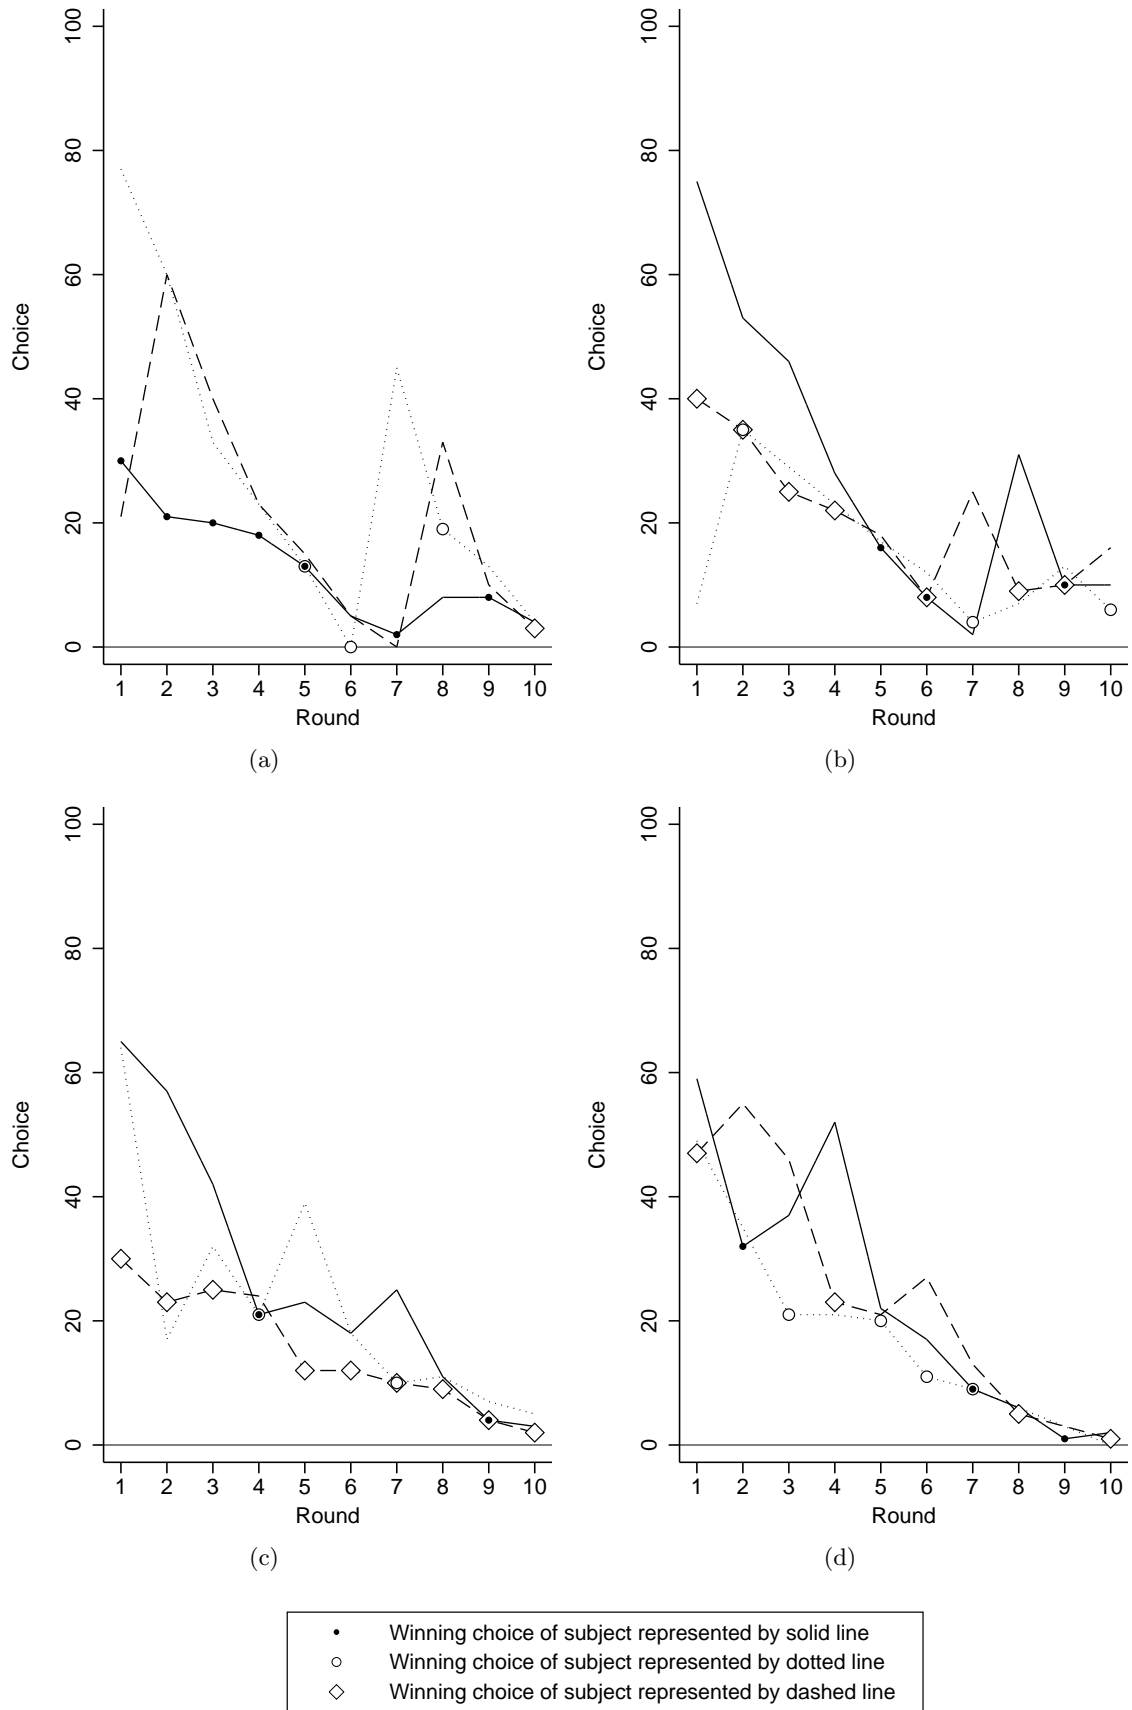 100
80
60
40
20
0
Choice
1 2 3 4 5 6 7 8 9 10
Round
(a)
100
80
60
40
20
0
Choice
1 2 3 4 5 6 7 8 9 10
Round
(b)
100
80
60
40
20
0
Choice
1 2 3 4 5 6 7 8 9 10
Round
(c)
100
80
60
40
20
0
Choice
1 2 3 4 5 6 7 8 9 10
Round
(d)
Winning choice of subject represented by solid line
Winning choice of subject represented by dotted line
Winning choice of subject represented by dashed line